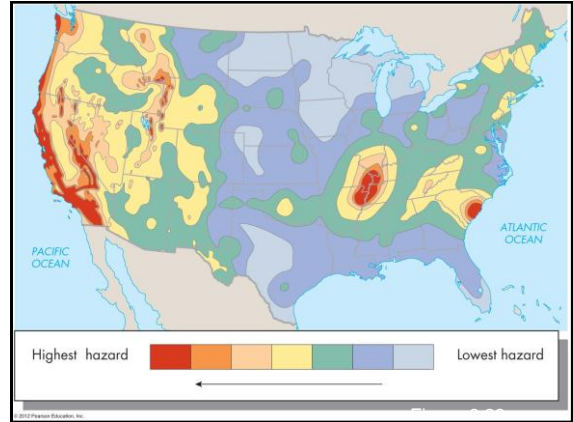 PACIFIC
OCEAN
ATLANTIC
OCEAN
Highest hazard
Lowest hazard
© 2012 Pearson Education, Inc.